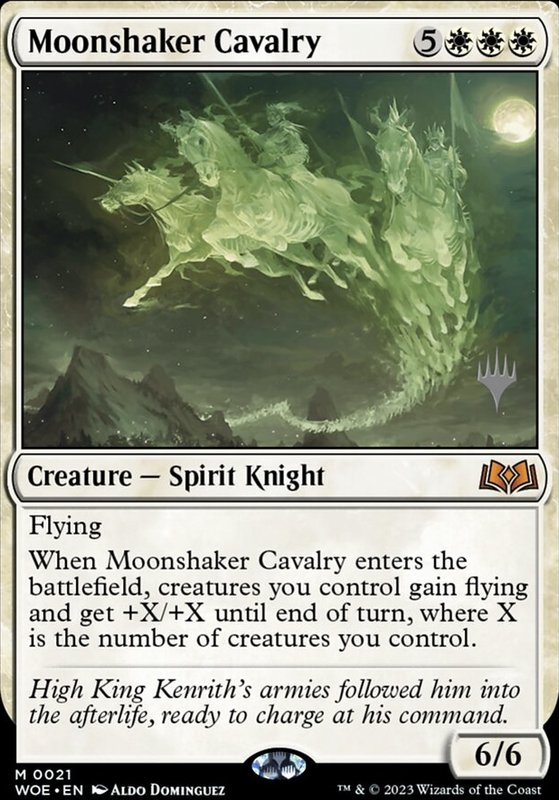 Moonshaker Cavalry 5
Creature — Spirit Knight
Flying
When Moonshaker Cavalry enters the
battlefield, creatures you control gain flying
and get +X/+X until end of turn, where X
is the number of creatures you control.
High King Kenrith's armies followed him into
the afterlife, ready to charge at his command.
6/6
M 0021
WOE • EN Aldo Dominguez
™ & © 2023 Wizards of the Coast